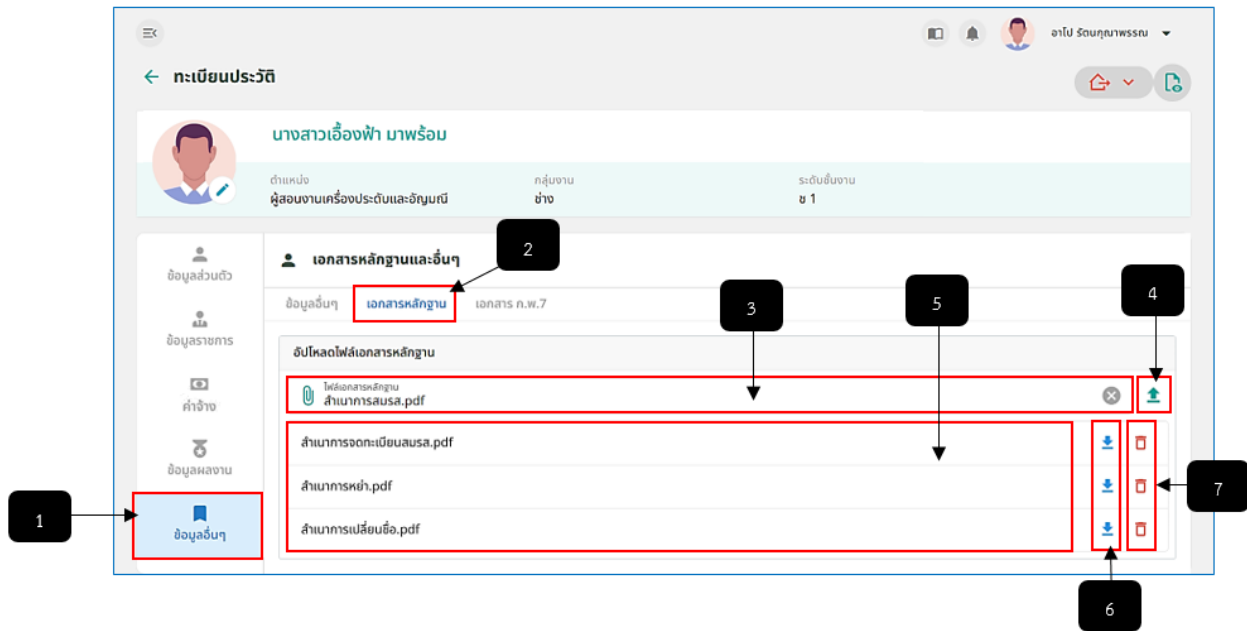 อาโป รัตนกุณาพรรณ
ทะเบียนประวัติ
นางสาวเอื้องฟ้า มาพร้อม
ตำแหน่ง กลุ่มงาน ระดับชั้นงาน
ผู้สอนงานเครื่องประดับและอัญมณี ช่าง ช 1
2
ข้อมูลส่วนตัว
เอกสารหลักฐานและอื่นๆ
ข้อมูลอื่นๆ เอกสารหลักฐาน เอกสาร ก.พ.7
3
5
4
ข้อมูลราชการ
อัปโหลดไฟล์เอกสารหลักฐาน
ไฟล์เอกสารหลักฐาน
สำเนาการสมรส.pdf
ค่าจ้าง
สำเนาการจดทะเบียนสมรส.pdf
ข้อมูลผลงาน
สำเนาการหย่า.pdf
7
1
ข้อมูลอื่นๆ
สำเนาการเปลี่ยนชื่อ.pdf
6